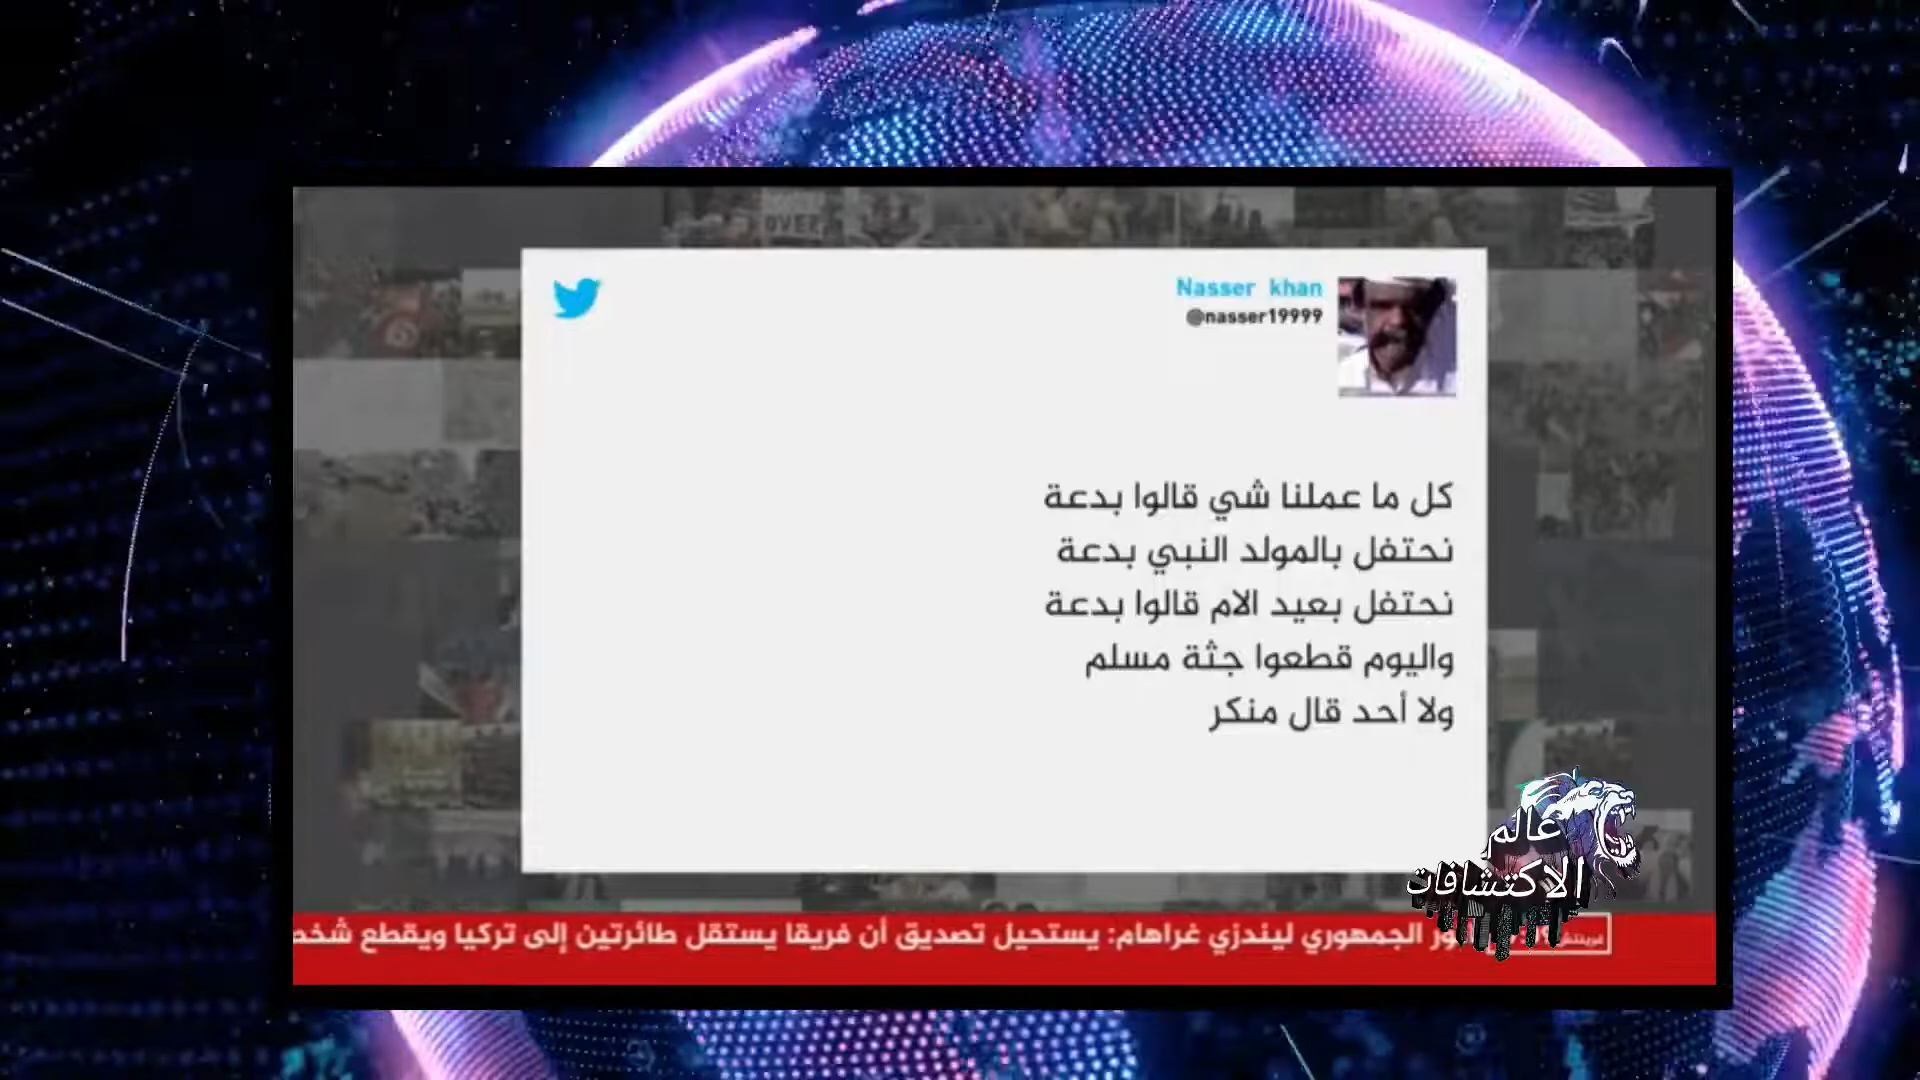 OVER
Nasser khan
@nasser19999
كل ما عملنا شي قالوا بدعة
نحتفل بالمولد النبي بدعة
نحتفل بعيد الام قالوا بدعة
واليوم قطعوا جثة مسلم
ولا أحد قال منكر
عالم
الاكتشافات
الجمهوري ليندزي غراهام: يستحيل تصديق أن فريقا يستقل طائرتين إلى تركيا ويقطع